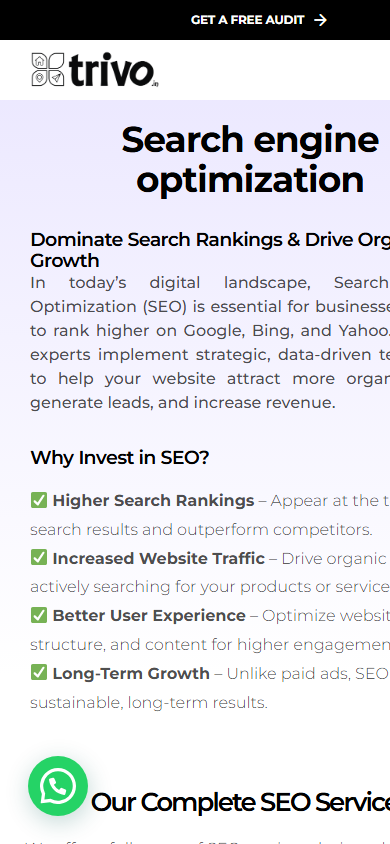 GET A FREE AUDIT →
trivo.in
Search engine
optimization
Dominate Search Rankings & Drive Org
Growth
In today's digital landscape, Search
Optimization (SEO) is essential for businesse
to rank higher on Google, Bing, and Yahoo.
experts implement strategic, data-driven te
to help your website attract more organ
generate leads, and increase revenue.
Why Invest in SEO?
✅ Higher Search Rankings – Appear at the t
search results and outperform competitors.
✅ Increased Website Traffic – Drive organic
actively searching for your products or service
✅ Better User Experience – Optimize websit
structure, and content for higher engagemen
✅ Long-Term Growth – Unlike paid ads, SEO
sustainable, long-term results.
Our Complete SEO Service